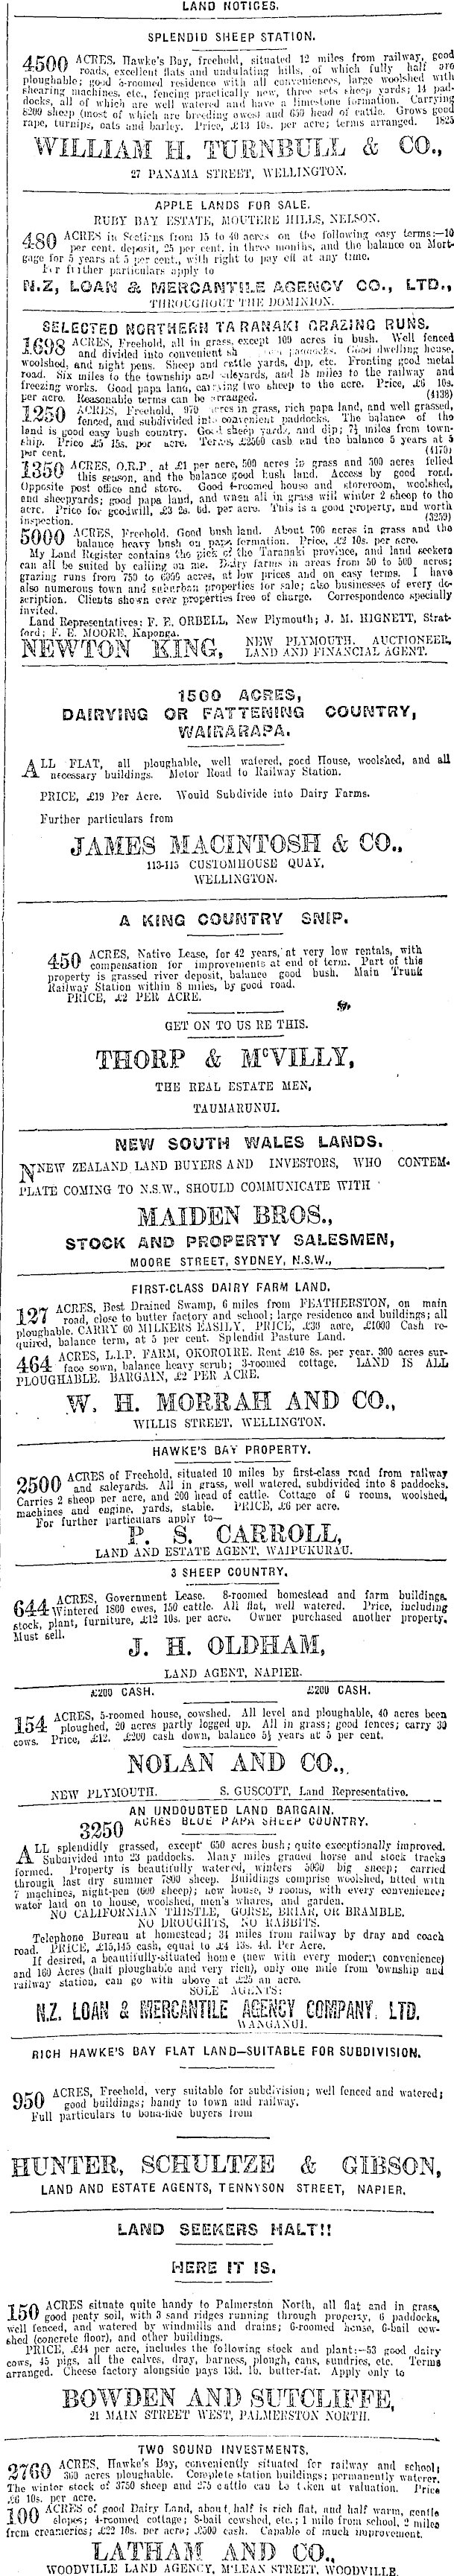 LAND NOTICES.
SPLENDID SHEEP STATION.
4500 ACRES, Hawke's Bay, freehold, situated 12 miles from railway, good
roads, excellent flats and undulating hills, of which fully half are
ploughable; good 8-roomed residence with all conveniences, large woolshed with
shearing machines, etc., fencing practically new, three sets sheep yards; 14 pad-
docks, all of which are well watered and have a limestone formation. Carrying
8200 sheep (most of which are breeding ewes) and 650 head of cattle. Grows good
rape, turnips, oats and barley. Price, £13 10s. per acre; terms arranged. 1825
WILLIAM H. TURNBULL & CO.,
27 PANAMA STREET, WELLINGTON.
APPLE LANDS FOR SALE.
RUBY BAY ESTATE, MOUTERE HILLS, NELSON.
480 ACRES in Sections from 15 to 40 acres on the following easy terms:—10
per cent. deposit, 25 per cent. in three months, and the balance on Mort-
gage for 5 years at 5 per cent., with right to pay off at any time.
For further particulars apply to
N.Z. LOAN & MERCANTILE AGENCY CO., LTD.,
THROUGHOUT THE DOMINION.
SELECTED NORTHERN TARANAKI GRAZING RUNS.
1698 ACRES, Freehold, all in grass, except 100 acres in bush. Well fenced
and divided into convenient sh paddocks. Good dwelling house,
woolshed, and night pens. Sheep and cattle yards, dip, etc. Fronting good metal
road. Six miles to the township and saleyards, and 18 miles to the railway and
freezing works. Good papa land, carrying two sheep to the acre. Price, £6 10s.
per acre. Reasonable terms can be arranged. (4138)
1250 ACRES, Freehold, 970 acres in grass, rich papa land, and well grassed,
fenced, and subdivided into convenient paddocks. The balance of the
land is good easy bush country. Good sheep yards, and dip; 7½ miles from town-
ship. Price £5 15s. per acre. Terms, £2500 cash and the balance 5 years at 5
per cent. (4170)
1350 ACRES, O.R.P. at £1 per acre, 500 acres in grass and 300 acres felled
this season, and the balance good bush land. Access by good road.
Opposite post office and store. Good 4-roomed house and storeroom, woolshed,
and sheepyards; good papa land, and when all in grass will winter 2 sheep to the
acre. Price for goodwill, £3 2s. 6d. per acre. This is a good property, and worth
inspection. (3259)
5000 ACRES, Freehold. Good bush land. About 700 acres in grass and the
balance heavy bush on papa formation. Price, £2 10s. per acre.
My Land Register contains the pick of the Taranaki province, and land seekers
can all be suited by calling on me. Dairy farms in areas from 50 to 500 acres;
grazing runs from 750 to 6000 acres, at low prices and on easy terms. I have
also numerous town and suburban properties for sale; also businesses of every de-
scription. Clients shown over properties free of charge. Correspondence specially
invited.
Land Representatives: F. E. ORBELL, New Plymouth; J. M. HIGNETT, Strat-
ford; F. E. MOORE, Kaponga.
NEWTON KING, NEW PLYMOUTH. AUCTIONEER,
LAND AND FINANCIAL AGENT.
1500 ACRES,
DAIRYING OR FATTENING COUNTRY,
WAIRARAPA.
ALL FLAT, all ploughable, well watered, good House, woolshed, and all
necessary buildings. Motor Road to Railway Station.
PRICE, £19 Per Acre. Would Subdivide into Dairy Farms.
Further particulars from
JAMES MACINTOSH & CO.,
113-115 CUSTOMHOUSE QUAY,
WELLINGTON.
A KING COUNTRY SNIP.
450 ACRES, Native Lease, for 42 years, at very low rentals, with
compensation for improvements at end of term. Part of this
property is grassed river deposit, balance good bush. Main Trunk
Railway Station within 8 miles, by good road.
PRICE, £2 PER ACRE.
GET ON TO US RE THIS.
THORP & McVILLY,
THE REAL ESTATE MEN,
TAUMARUNUI.
NEW SOUTH WALES LANDS.
NNEW ZEALAND LAND BUYERS AND INVESTORS, WHO CONTEM-
PLATE COMING TO N.S.W., SHOULD COMMUNICATE WITH
MAIDEN BROS.,
STOCK AND PROPERTY SALESMEN,
MOORE STREET, SYDNEY, N.S.W.,
FIRST-CLASS DAIRY FARM LAND.
127 ACRES, Best Drained Swamp, 6 miles from FEATHERSTON, on main
road, close to butter factory and school; large residence and buildings; all
ploughable. CARRY 60 MILKERS EASILY. PRICE, £38 acre, £1000 Cash re-
quired, balance term, at 5 per cent. Splendid Pasture Land.
464 ACRES, L.I.P. FARM, OKOROIRE. Rent £16 8s. per year. 300 acres sur-
face sown, balance heavy scrub; 3-roomed cottage. LAND IS ALL
PLOUGHABLE. BARGAIN, £2 PER ACRE.
W. H. MORRAH AND CO.,
WILLIS STREET, WELLINGTON.
HAWKE'S BAY PROPERTY.
2500 ACRES of Freehold, situated 10 miles by first-class road from railway
and saleyards. All in grass, well watered, subdivided into 8 paddocks.
Carries 2 sheep per acre, and 200 head of cattle. Cottage of 6 rooms, woolshed,
machines and engine, yards, stable. PRICE, £6 per acre.
For further particulars apply to—
P. S. CARROLL,
LAND AND ESTATE AGENT, WAIPUKURAU.
3 SHEEP COUNTRY.
644 ACRES, Government Lease. 8-roomed homestead and farm buildings.
Wintered 1800 ewes, 150 cattle. All flat, well watered. Price, including
stock, plant, furniture, £12 10s. per acre. Owner purchased another property.
Must sell.
J. H. OLDHAM,
LAND AGENT, NAPIER.
£200 CASH. £200 CASH.
154 ACRES, 5-roomed house, cowshed. All level and ploughable, 40 acres been
ploughed, 20 acres partly logged up. All in grass; good fences; carry 30
cows. Price, £12. £200 cash down, balance 5½ years at 5 per cent.
NOLAN AND CO.,
NEW PLYMOUTH. S. GUSCOTT, Land Representative.
AN UNDOUBTED LAND BARGAIN.
3250 ACRES BLUE PAPA SHEEP COUNTRY.
ALL splendidly grassed, except 650 acres bush; quite exceptionally improved.
Subdivided into 23 paddocks. Many miles graded horse and stock tracks
formed. Property is beautifully watered, winters 5000 big sheep; carried
through last dry summer 7800 sheep. Buildings comprise woolshed, fitted with
7 machines, night-pen (600 sheep); new house, 9 rooms, with every convenience;
water laid on to house, woolshed, men's whares, and garden.
NO CALIFORNIAN THISTLE, GORSE, BRIAR, OR BRAMBLE.
NO DROUGHTS, NO RABBITS.
Telephone Bureau at homestead; 34 miles from railway by dray and coach
road. PRICE, £15,145 cash, equal to £4 13s. 4d. Per Acre.
If desired, a beautifully-situated home (new with every modern convenience)
and 160 Acres (half ploughable and very rich), only one mile from township and
railway station, can go with above at £25 an acre.
SOLE AGENTS:
N.Z. LOAN & MERCANTILE AGENCY COMPANY, LTD.
WANGANUI.
RICH HAWKE'S BAY FLAT LAND—SUITABLE FOR SUBDIVISION.
950 ACRES, Freehold, very suitable for subdivision; well fenced and watered;
good buildings; handy to town and railway.
Full particulars to bona-fide buyers from
HUNTER, SCHULTZE & GIBSON,
LAND AND ESTATE AGENTS, TENNYSON STREET, NAPIER.
LAND SEEKERS HALT!!
HERE IT IS.
150 ACRES situate quite handy to Palmerston North, all flat and in grass,
good peaty soil, with 3 sand ridges running through property, 6 paddocks,
well fenced, and watered by windmills and drains; 6-roomed house, 6-bail cow-
shed (concrete floor), and other buildings.
PRICE, £44 per acre, includes the following stock and plant:—53 good dairy
cows, 45 pigs, all the calves, dray, harness, plough, cans, sundries, etc. Terms
arranged. Cheese factory alongside pays 13d. lb. butter-fat. Apply only to
BOWDEN AND SUTCLIFFE,
21 MAIN STREET WEST, PALMERSTON NORTH.
TWO SOUND INVESTMENTS.
2760 ACRES, Hawke's Bay, conveniently situated for railway and school;
300 acres ploughable. Complete station buildings; permanently waterer.
The winter stock of 3750 sheep and 275 cattle can be taken at valuation. Price
£6 10s. per acre.
100 ACRES of good Dairy Land, about half is rich flat, and half warm, gentle
slopes; 4-roomed cottage; 8-bail cowshed, etc.; 1 mile from school, 2 miles
from creameries; £22 10s. per acre; £500 cash. Capable of much improvement.
LATHAM AND CO.,
WOODVILLE LAND AGENCY, M'LEAN STREET, WOODVILLE.